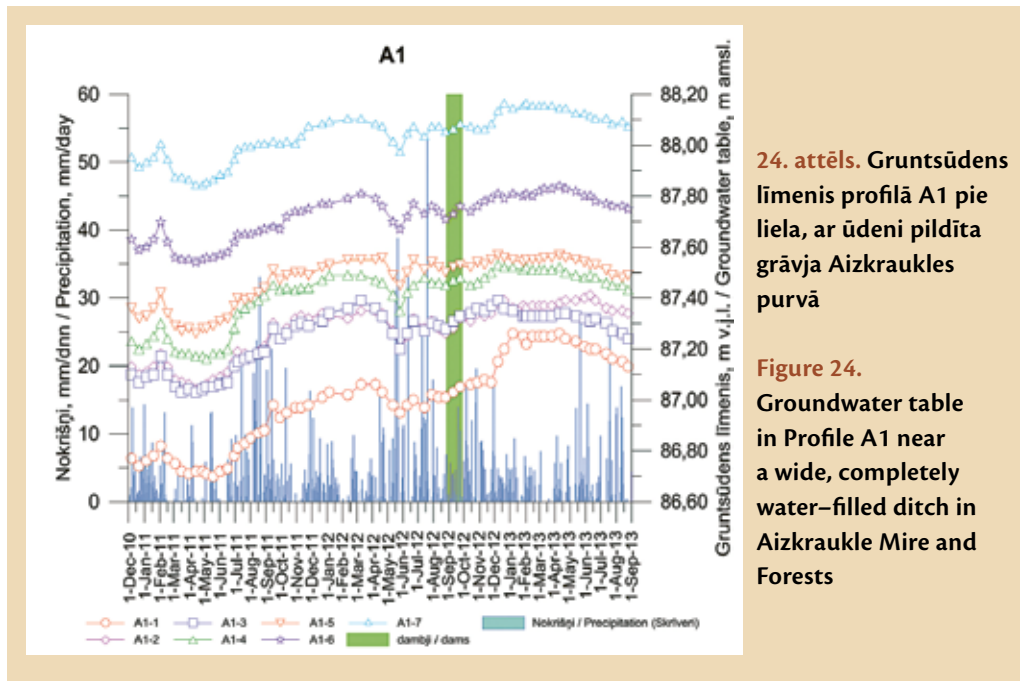 A1
60
50
40
30
20
10
0
Nokrišņi, mm/dnn / Precipitation, mm/day
88,20
88,00
87,80
87,60
87,40
87,20
87,00
86,80
86,60
Gruntsūdens līmenis, m v.j.l. / Groundwater table, m amsl.
1-Dec-10
1-Jan-11
1-Feb-11
1-Mar-11
1-Apr-11
1-May-11
1-Jun-11
1-Jul-11
1-Aug-11
1-Sep-11
1-Oct-11
1-Nov-11
1-Dec-11
1-Jan-12
1-Feb-12
1-Mar-12
1-Apr-12
1-May-12
1-Jun-12
1-Jul-12
1-Aug-12
1-Sep-12
1-Oct-12
1-Nov-12
1-Dec-12
1-Jan-13
1-Feb-13
1-Mar-13
1-Apr-13
1-May-13
1-Jun-13
1-Jul-13
1-Aug-13
1-Sep-13
A1-1 A1-3 A1-5 A1-7 Nokrišņi / Precipitation (Skrīveri)
A1-2 A1-4 A1-6 dambji / dams
24. attēls. Gruntsūdens
līmenis profilā A1 pie
liela, ar ūdeni pildīta
grāvja Aizkraukles
purvā
Figure 24.
Groundwater table
in Profile A1 near
a wide, completely
water–filled ditch in
Aizkraukle Mire and
Forests